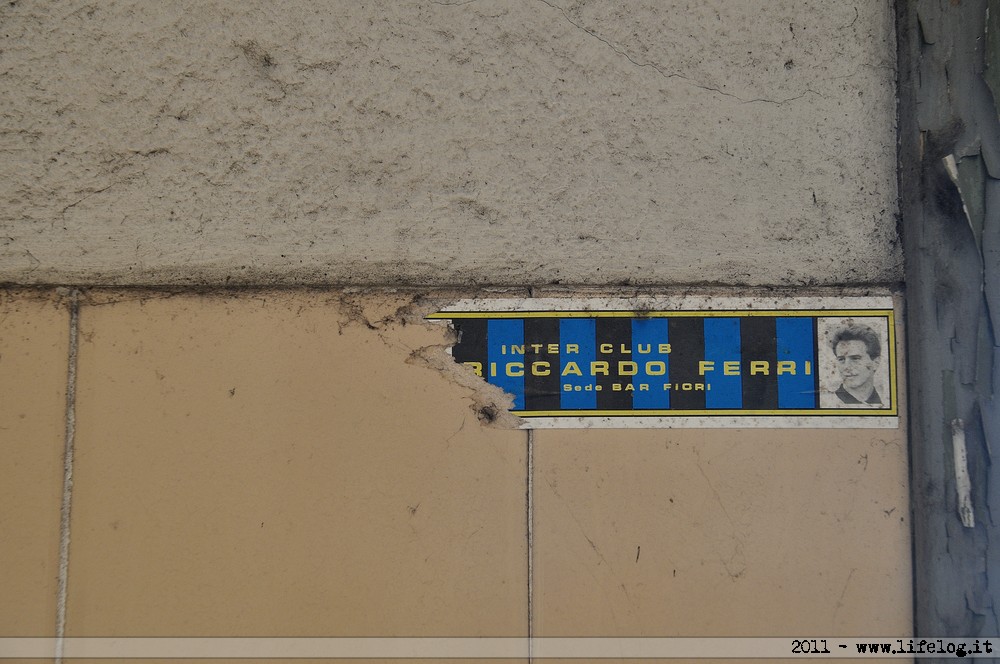 INTER CLUB
RICCARDO FERRI
Sede BAR FiORI
2011 - www.lifelog.it